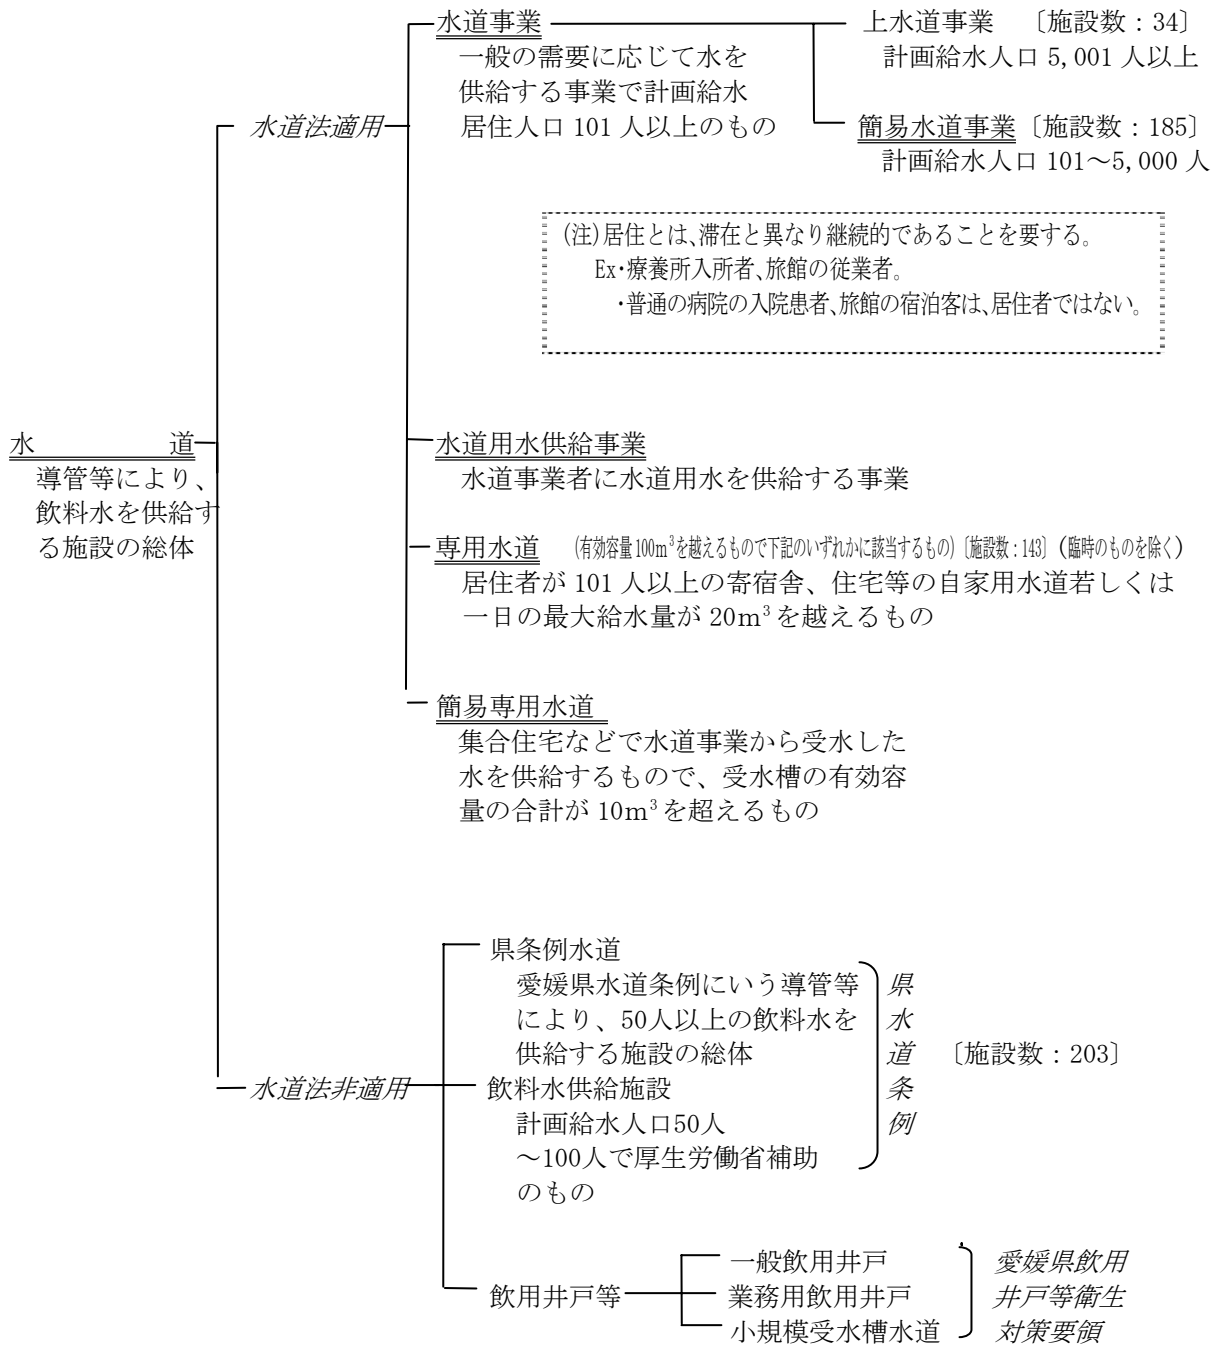 水道事業
一般の需要に応じて水を
供給する事業で計画給水
居住人口 101 人以上のもの
上水道事業 〔施設数：34〕
計画給水人口 5,001 人以上
簡易水道事業〔施設数：185〕
計画給水人口 101～5,000 人
水道法適用
(注)居住とは、滞在と異なり継続的であることを要する。
Ex・療養所入所者、旅館の従業者。
・普通の病院の入院患者、旅館の宿泊客は、居住者ではない。
水 道
導管等により、
飲料水を供給す
る施設の総体
水道用水供給事業
水道事業者に水道用水を供給する事業
専用水道 (有効容量100m³を越えるもので下記のいずれかに該当するもの)〔施設数：143〕(臨時のものを除く)
居住者が 101 人以上の寄宿舎、住宅等の自家用水道若しくは
一日の最大給水量が 20m³を越えるもの
簡易専用水道
集合住宅などで水道事業から受水した
水を供給するもので、受水槽の有効容
量の合計が 10m³を超えるもの
水道法非適用
県条例水道
愛媛県水道条例にいう導管等
により、50人以上の飲料水を
供給する施設の総体
飲料水供給施設
計画給水人口50人
～100人で厚生労働省補助
のもの
県
水
道
条
例
〔施設数：203〕
飲用井戸等
一般飲用井戸
業務用飲用井戸
小規模受水槽水道
愛媛県飲用
井戸等衛生
対策要領